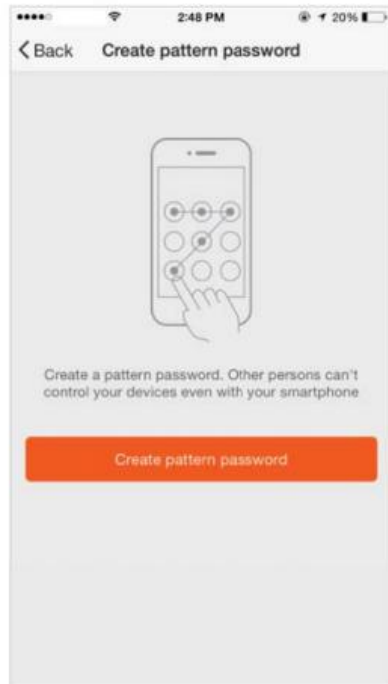 2:48 PM
20%
Back
Create pattern password
Create a pattern password. Other persons can't
control your devices even with your smartphone
Create pattern password